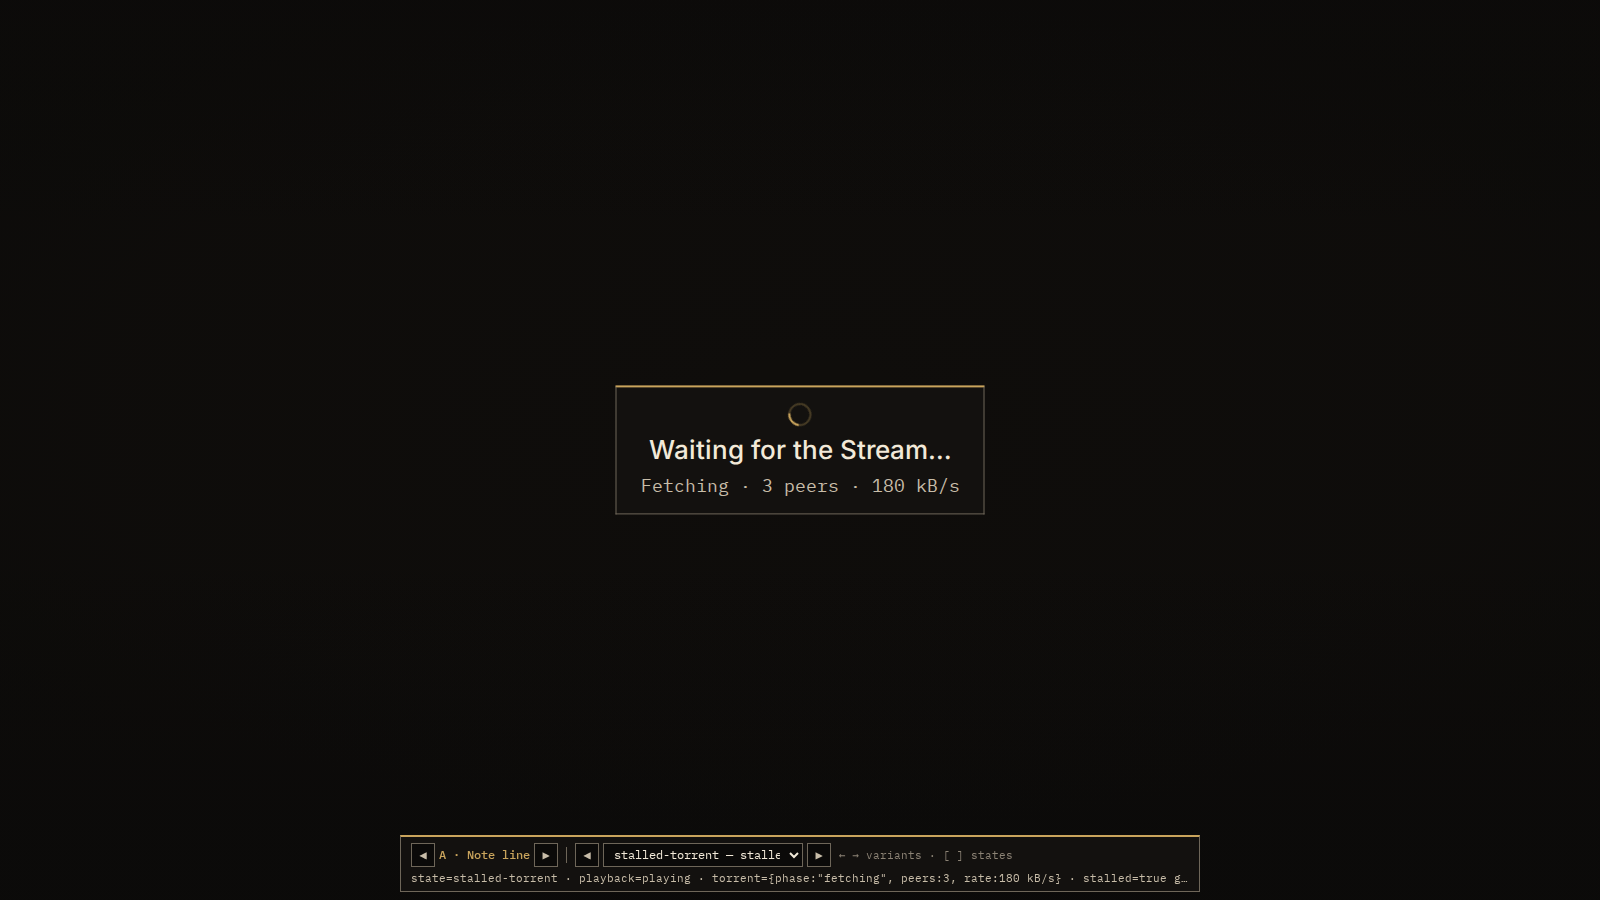 Waiting for the Stream...
Fetching · 3 peers · 180 kB/s
◀ A · Note line ▶ | ◀ stalled-torrent — stalle ▶ ← → variants · [ ] states
state=stalled-torrent · playback=playing · torrent={phase:"fetching", peers:3, rate:180 kB/s} · stalled=true g…